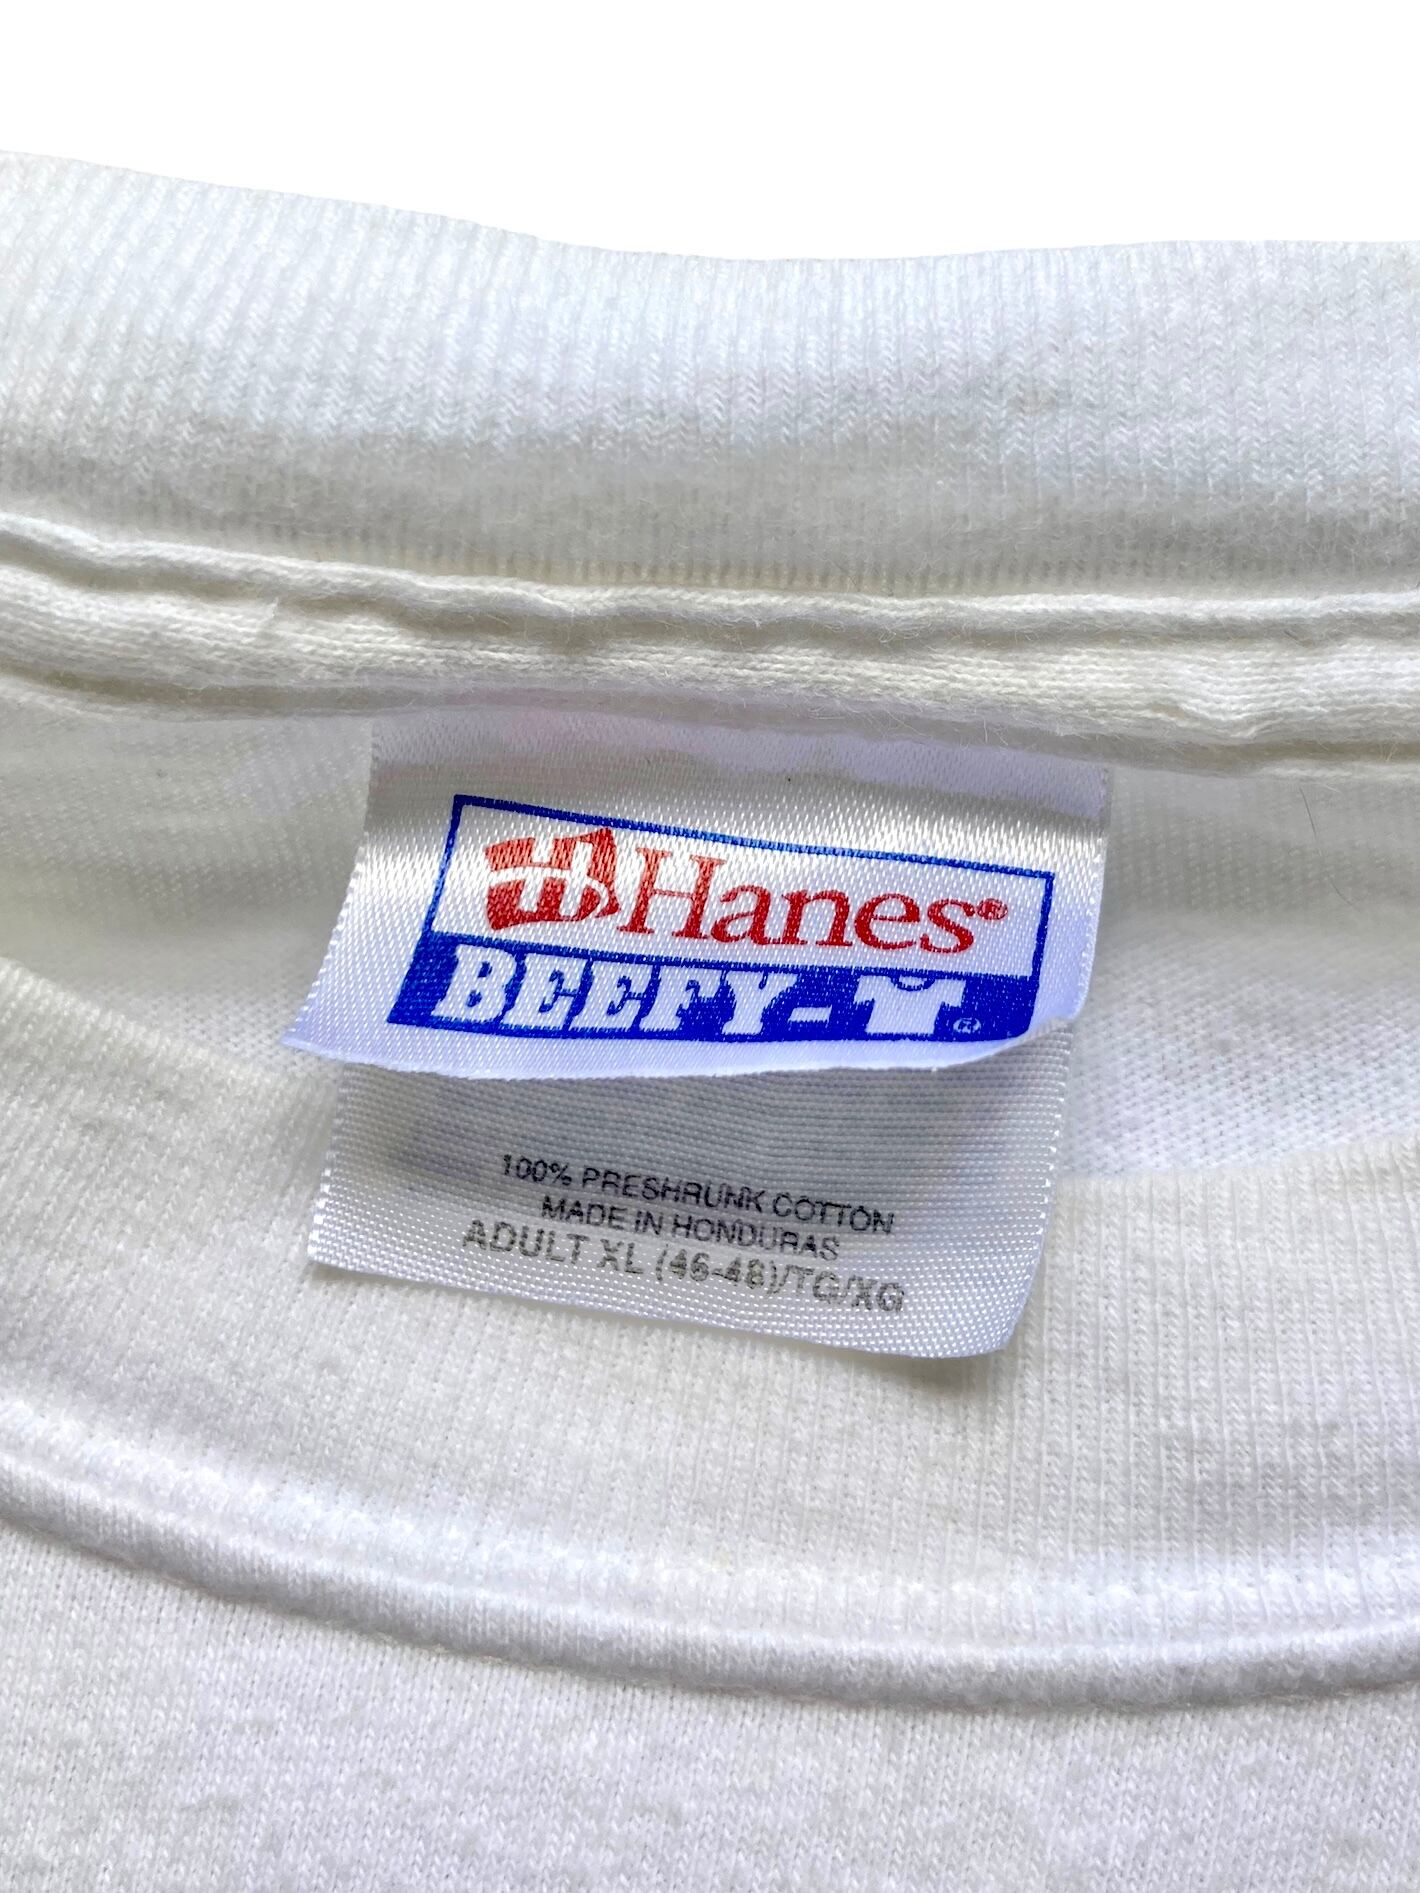 Hanes®
BEEFY-T®
100% PRESHRUNK COTTON
MADE IN HONDURAS
ADULT XL (46-48)/TG/XG